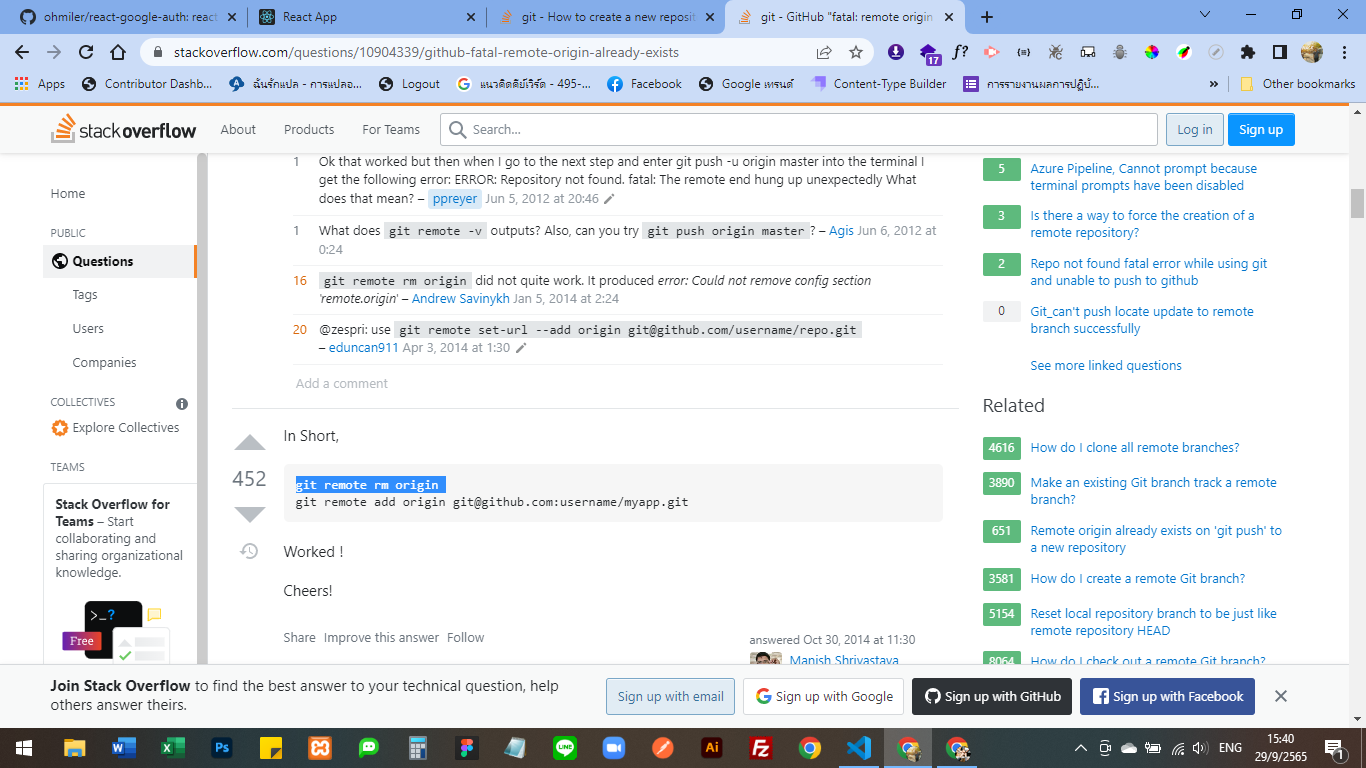 ohmiler/react-google-auth: react
React App
git - How to create a new reposit
git - GitHub "fatal: remote origin
stackoverflow.com/questions/10904339/github-fatal-remote-origin-already-exists
f?
17
Apps
Contributor Dashb...
ฉันรักแปล - การแปลอ...
Logout
แนวคิดคีย์เวิร์ด - 495-...
Facebook
Google เทรนด์
Content-Type Builder
การรายงานผลการปฏิบั...
»
Other bookmarks
stackoverflow
About
Products
For Teams
Search...
Log in
Sign up
Home
PUBLIC
Questions
Tags
Users
Companies
COLLECTIVES
Explore Collectives
TEAMS
Stack Overflow for
Teams – Start
collaborating and
sharing organizational
knowledge.
>_?
Free
1 Ok that worked but then when I go to the next step and enter git push -u origin master into the terminal I
get the following error: ERROR: Repository not found. fatal: The remote end hung up unexpectedly What
does that mean? – ppreyer Jun 5, 2012 at 20:46
1 What does git remote -v outputs? Also, can you try git push origin master ? – Agis Jun 6, 2012 at
0:24
16 git remote rm origin did not quite work. It produced error: Could not remove config section
'remote.origin' – Andrew Savinykh Jan 5, 2014 at 2:24
20 @zespri: use git remote set-url --add origin git@github.com/username/repo.git
– eduncan911 Apr 3, 2014 at 1:30
Add a comment
452
In Short,
git remote rm origin
git remote add origin git@github.com:username/myapp.git
Worked !
Cheers!
Share Improve this answer Follow
answered Oct 30, 2014 at 11:30
Manish Shrivastava
5 Azure Pipeline, Cannot prompt because
terminal prompts have been disabled
3 Is there a way to force the creation of a
remote repository?
2 Repo not found fatal error while using git
and unable to push to github
0 Git_can't push locate update to remote
branch successfully
See more linked questions
Related
4616 How do I clone all remote branches?
3890 Make an existing Git branch track a remote
branch?
651 Remote origin already exists on 'git push' to
a new repository
3581 How do I create a remote Git branch?
5154 Reset local repository branch to be just like
remote repository HEAD
8064 How do I check out a remote Git branch?
Join Stack Overflow to find the best answer to your technical question, help
others answer theirs.
Sign up with email
Sign up with Google
Sign up with GitHub
Sign up with Facebook
ENG
15:40
29/9/2565
1